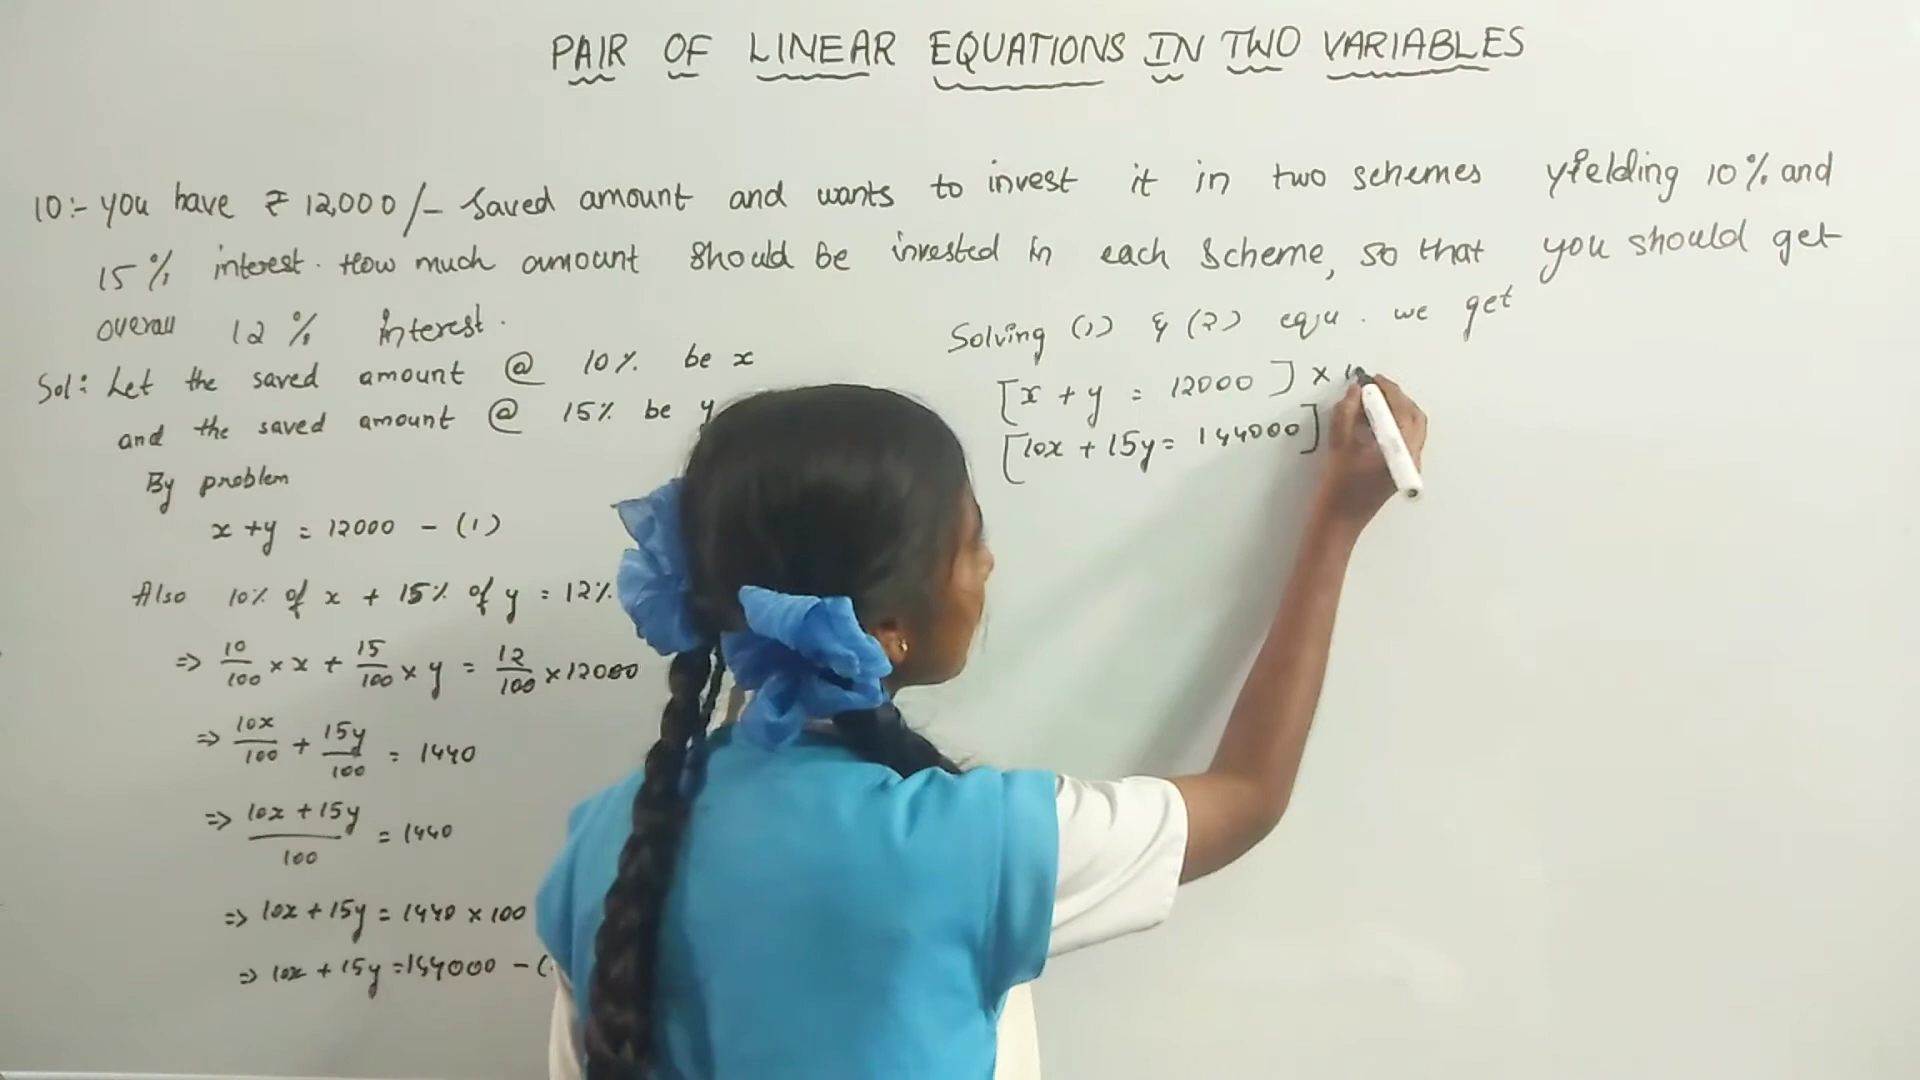 PAIR OF LINEAR EQUATIONS IN TWO VARIABLES
10:- you have ₹ 12,000/- Saved amount and wants to invest it in two schemes yielding 10% and
15% interest. How much amount should be invested in each Scheme, so that you should get
overall 12% interest.
Sol: Let the saved amount @ 10% be x
and the saved amount @ 15% be y
By problem
x + y = 12000 - (1)
Also 10% of x + 15% of y = 12%
⇒ 10/100 × x + 15/100 × y = 12/100 × 12000
⇒ 10x/100 + 15y/100 = 1440
⇒ 10x + 15y/100 = 1440
⇒ 10x + 15y = 1440 × 100
⇒ 10x + 15y = 144000 - (
Solving (1) & (2) equ. we get
[x + y = 12000] ×
[10x + 15y = 144000]